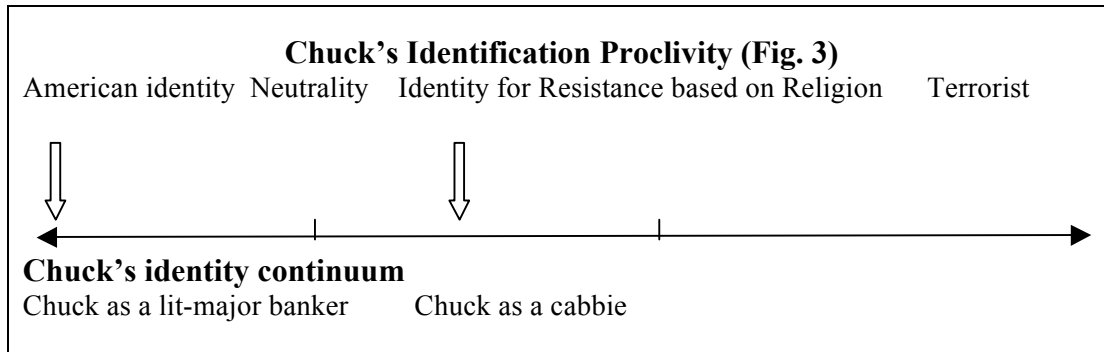 Chuck’s Identification Proclivity (Fig. 3)
American identity Neutrality Identity for Resistance based on Religion Terrorist
Chuck’s identity continuum
Chuck as a lit-major banker Chuck as a cabbie